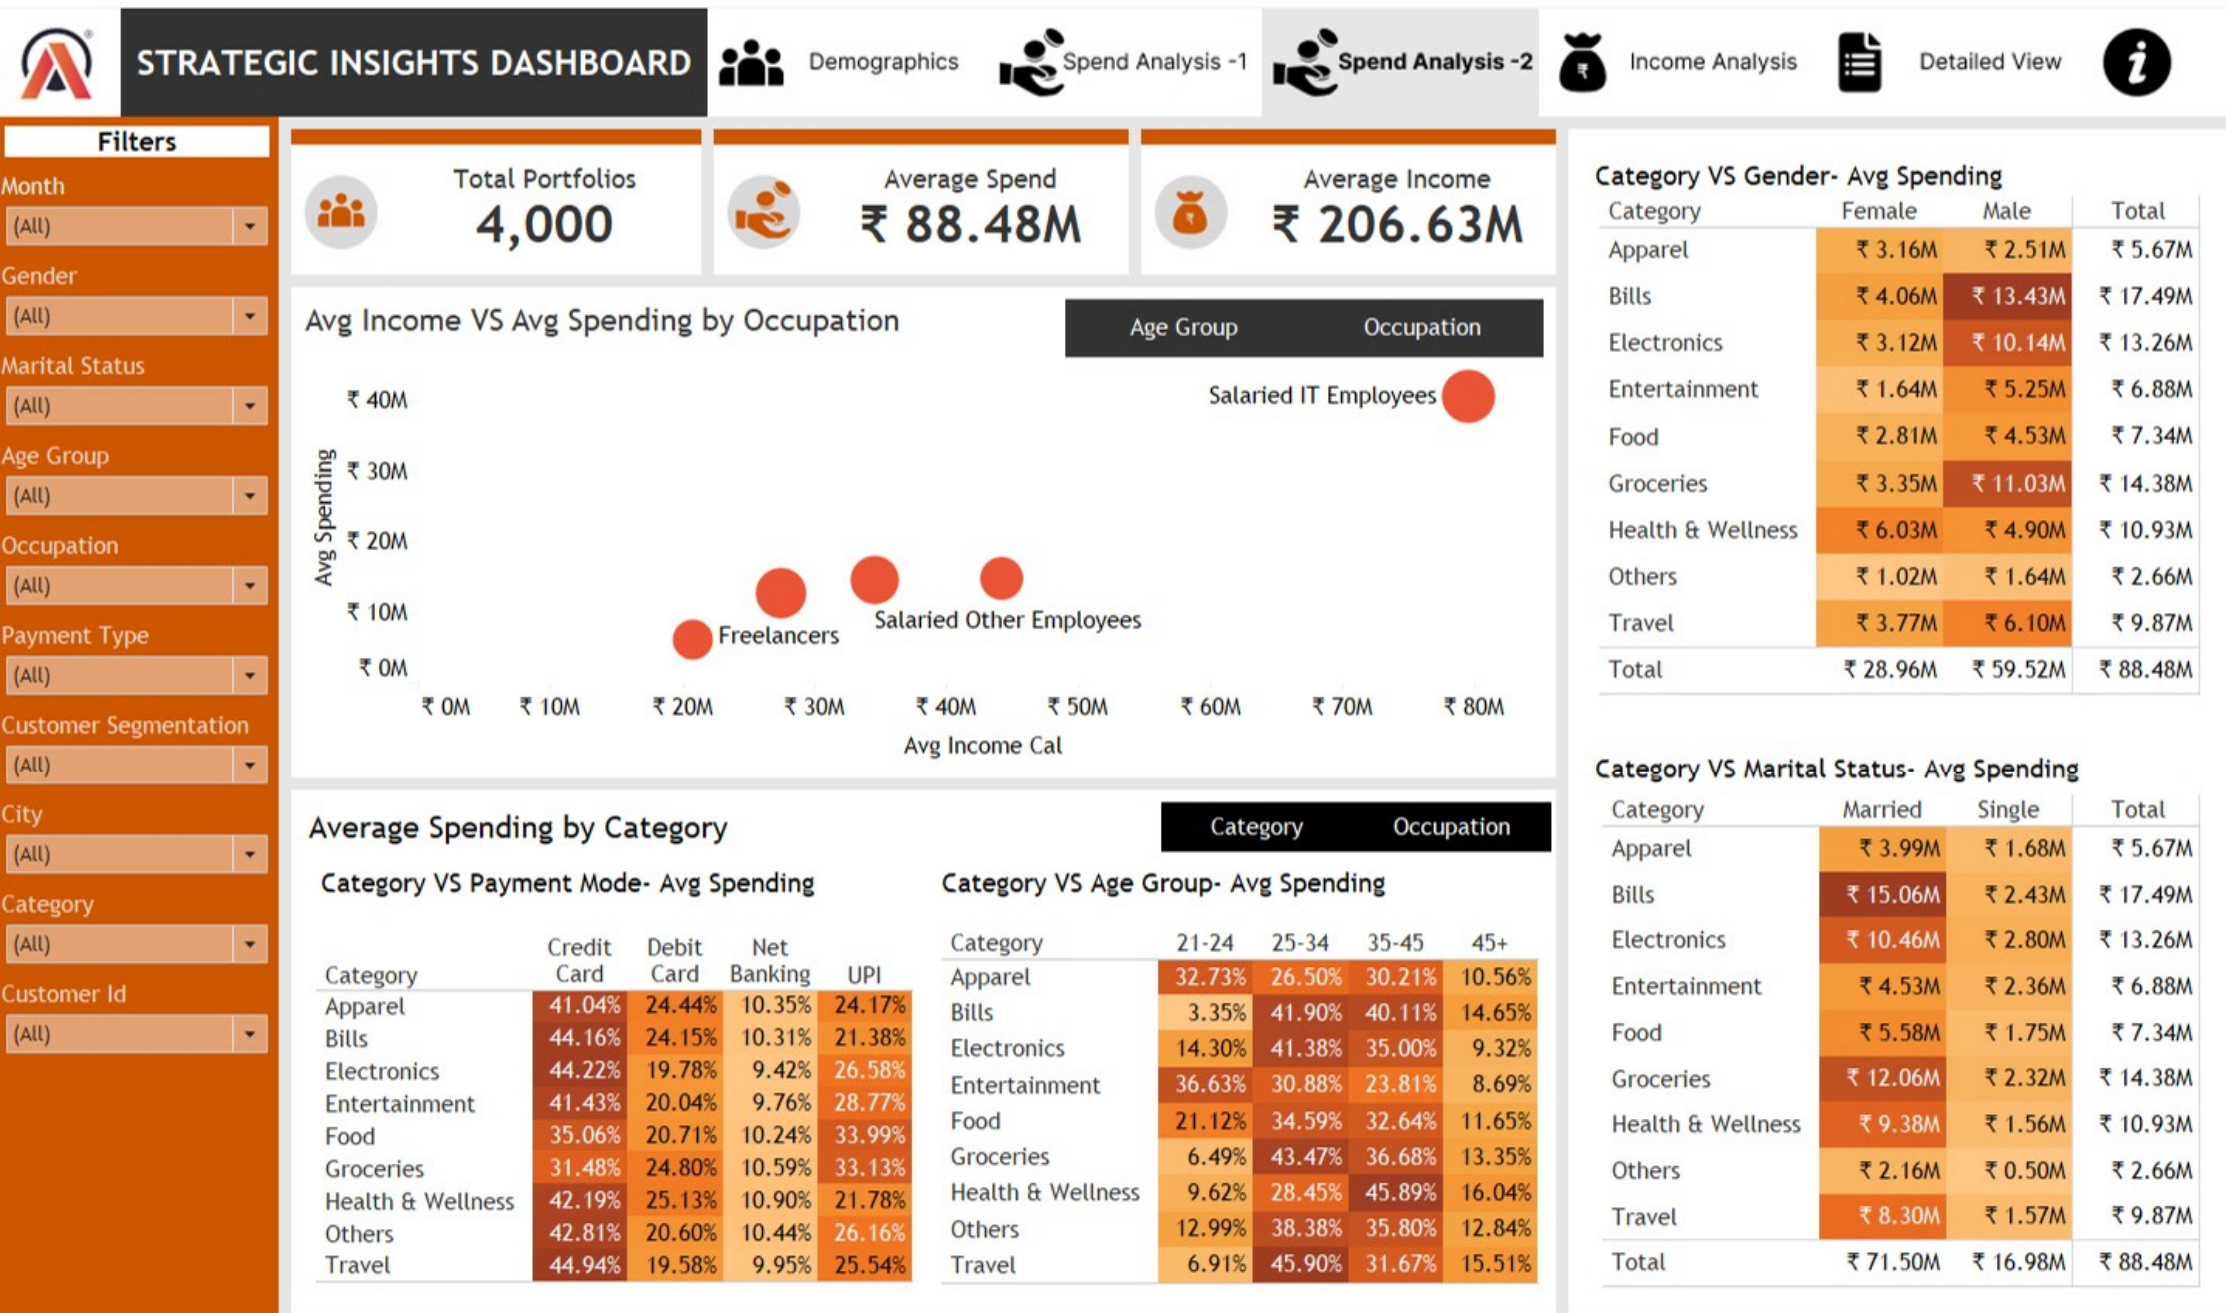 STRATEGIC INSIGHTS DASHBOARD
Demographics
Spend Analysis -1
Spend Analysis -2
₹
Income Analysis
Detailed View
i
Filters
Month
(All)
Gender
(All)
Marital Status
(All)
Age Group
(All)
Occupation
(All)
Payment Type
(All)
Customer Segmentation
(All)
City
(All)
Category
(All)
Customer Id
(All)
Total Portfolios
4,000
Average Spend
₹ 88.48M
Average Income
₹ 206.63M
Avg Income VS Avg Spending by Occupation
Age Group Occupation
Avg Spending
₹ 40M
₹ 30M
₹ 20M
₹ 10M
₹ 0M
Salaried IT Employees
Salaried Other Employees
Freelancers
₹ 0M ₹ 10M ₹ 20M ₹ 30M ₹ 40M ₹ 50M ₹ 60M ₹ 70M ₹ 80M
Avg Income Cal
Average Spending by Category
Category Occupation
Category VS Payment Mode- Avg Spending
Category Credit Card Debit Card Net Banking UPI
Apparel 41.04% 24.44% 10.35% 24.17%
Bills 44.16% 24.15% 10.31% 21.38%
Electronics 44.22% 19.78% 9.42% 26.58%
Entertainment 41.43% 20.04% 9.76% 28.77%
Food 35.06% 20.71% 10.24% 33.99%
Groceries 31.48% 24.80% 10.59% 33.13%
Health & Wellness 42.19% 25.13% 10.90% 21.78%
Others 42.81% 20.60% 10.44% 26.16%
Travel 44.94% 19.58% 9.95% 25.54%
Category VS Age Group- Avg Spending
Category 21-24 25-34 35-45 45+
Apparel 32.73% 26.50% 30.21% 10.56%
Bills 3.35% 41.90% 40.11% 14.65%
Electronics 14.30% 41.38% 35.00% 9.32%
Entertainment 36.63% 30.88% 23.81% 8.69%
Food 21.12% 34.59% 32.64% 11.65%
Groceries 6.49% 43.47% 36.68% 13.35%
Health & Wellness 9.62% 28.45% 45.89% 16.04%
Others 12.99% 38.38% 35.80% 12.84%
Travel 6.91% 45.90% 31.67% 15.51%
Category VS Gender- Avg Spending
Category Female Male Total
Apparel ₹ 3.16M ₹ 2.51M ₹ 5.67M
Bills ₹ 4.06M ₹ 13.43M ₹ 17.49M
Electronics ₹ 3.12M ₹ 10.14M ₹ 13.26M
Entertainment ₹ 1.64M ₹ 5.25M ₹ 6.88M
Food ₹ 2.81M ₹ 4.53M ₹ 7.34M
Groceries ₹ 3.35M ₹ 11.03M ₹ 14.38M
Health & Wellness ₹ 6.03M ₹ 4.90M ₹ 10.93M
Others ₹ 1.02M ₹ 1.64M ₹ 2.66M
Travel ₹ 3.77M ₹ 6.10M ₹ 9.87M
Total ₹ 28.96M ₹ 59.52M ₹ 88.48M
Category VS Marital Status- Avg Spending
Category Married Single Total
Apparel ₹ 3.99M ₹ 1.68M ₹ 5.67M
Bills ₹ 15.06M ₹ 2.43M ₹ 17.49M
Electronics ₹ 10.46M ₹ 2.80M ₹ 13.26M
Entertainment ₹ 4.53M ₹ 2.36M ₹ 6.88M
Food ₹ 5.58M ₹ 1.75M ₹ 7.34M
Groceries ₹ 12.06M ₹ 2.32M ₹ 14.38M
Health & Wellness ₹ 9.38M ₹ 1.56M ₹ 10.93M
Others ₹ 2.16M ₹ 0.50M ₹ 2.66M
Travel ₹ 8.30M ₹ 1.57M ₹ 9.87M
Total ₹ 71.50M ₹ 16.98M ₹ 88.48M